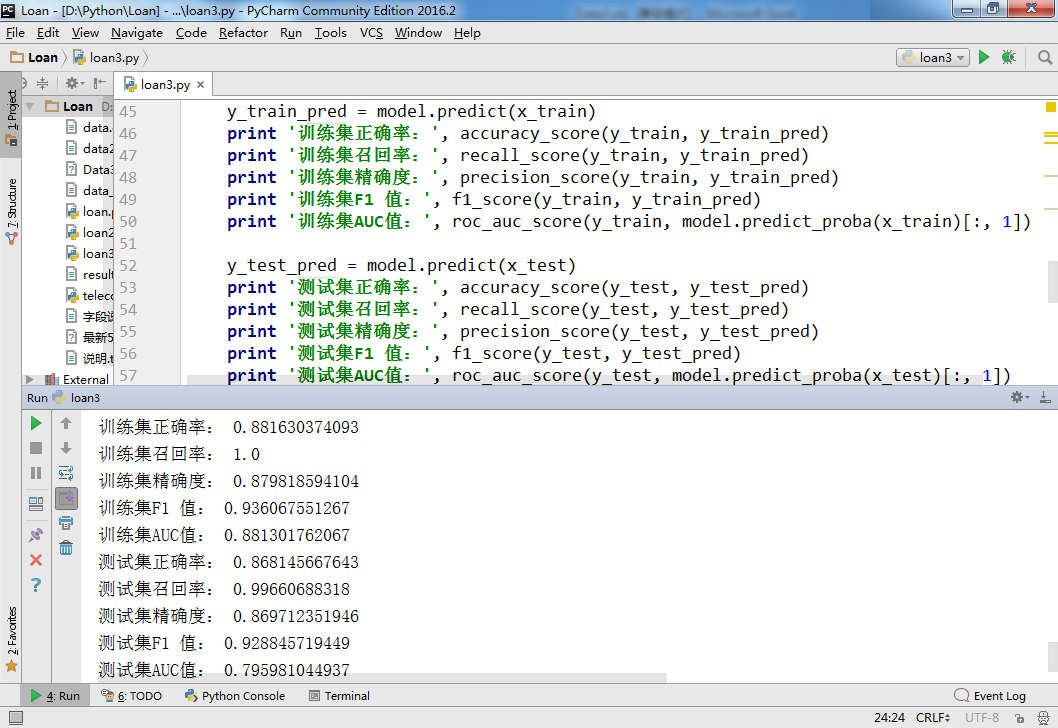 Loan - [D:\Python\Loan] - ...\loan3.py - PyCharm Community Edition 2016.2
File Edit View Navigate Code Refactor Run Tools VCS Window Help
Loan loan3.py loan3
1: Project
7: Structure
2: Favorites
loan3.py
Loan D:
data.
data2
Data3
data_
loan.
loan2
loan3
result
teleco
字段说
最新5
说明.t
External
45 y_train_pred = model.predict(x_train)
46 print '训练集正确率：', accuracy_score(y_train, y_train_pred)
47 print '训练集召回率：', recall_score(y_train, y_train_pred)
48 print '训练集精确度：', precision_score(y_train, y_train_pred)
49 print '训练集F1 值：', f1_score(y_train, y_train_pred)
50 print '训练集AUC值：', roc_auc_score(y_train, model.predict_proba(x_train)[:, 1])
51
52 y_test_pred = model.predict(x_test)
53 print '测试集正确率：', accuracy_score(y_test, y_test_pred)
54 print '测试集召回率：', recall_score(y_test, y_test_pred)
55 print '测试集精确度：', precision_score(y_test, y_test_pred)
56 print '测试集F1 值：', f1_score(y_test, y_test_pred)
57 print '测试集AUC值：', roc_auc_score(y_test, model.predict_proba(x_test)[:, 1])
Run loan3
训练集正确率： 0.881630374093
训练集召回率： 1.0
训练集精确度： 0.879818594104
训练集F1 值： 0.936067551267
训练集AUC值： 0.881301762067
测试集正确率： 0.868145667643
测试集召回率： 0.99660688318
测试集精确度： 0.869712351946
测试集F1 值： 0.928845719449
测试集AUC值： 0.795981044937
4: Run 6: TODO Python Console Terminal Event Log
24:24 CRLF UTF-8